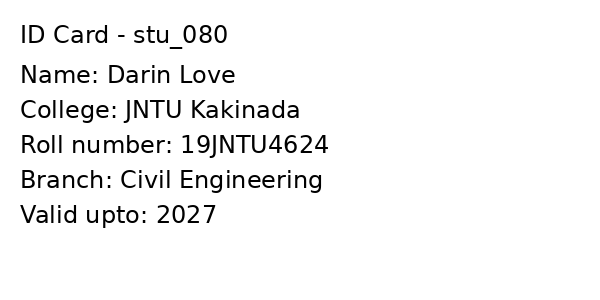 ID Card - stu_080
Name: Darin Love
College: JNTU Kakinada
Roll number: 19JNTU4624
Branch: Civil Engineering
Valid upto: 2027